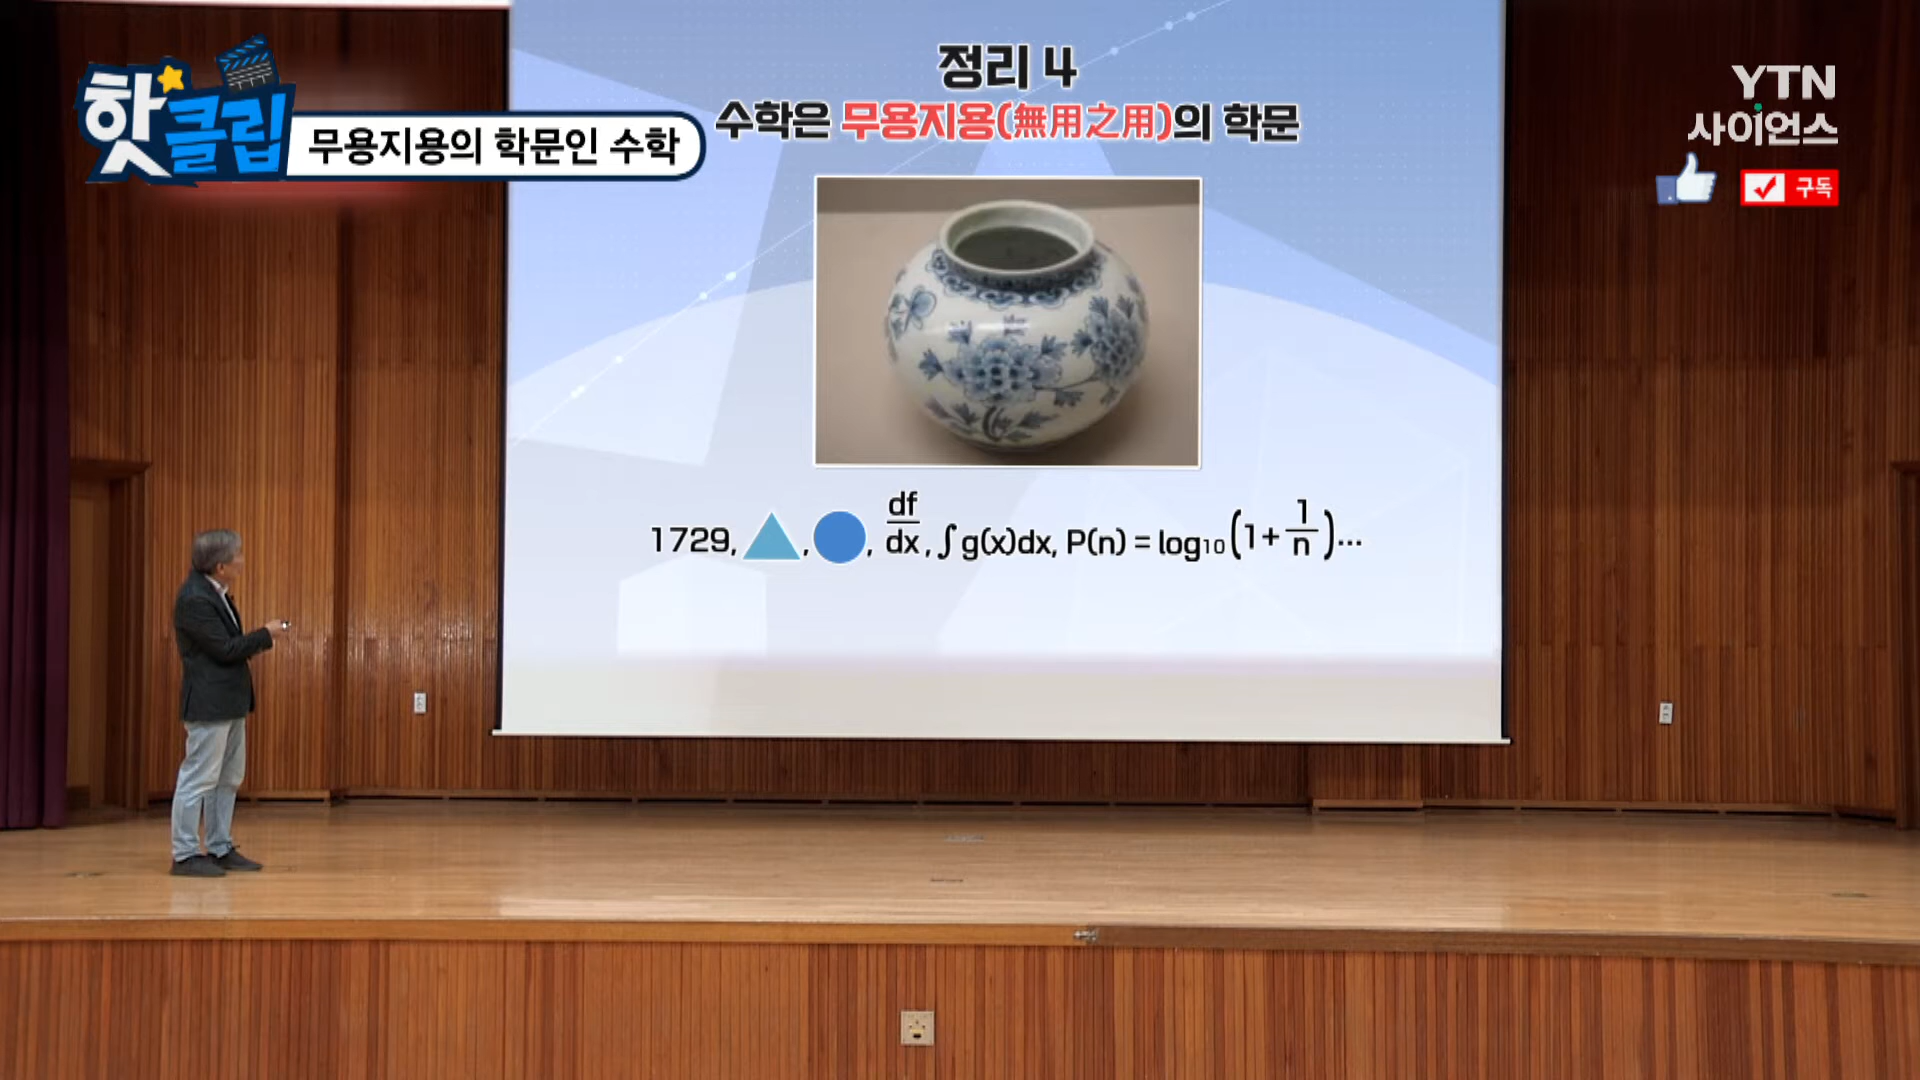 핫클립
무용지용의 학문인 수학
정리 4
수학은 무용지용(無用之用)의 학문
1729, , , df/dx, ∫g(x)dx, P(n) = log₁₀(1+1/n)...
YTN
사이언스
구독